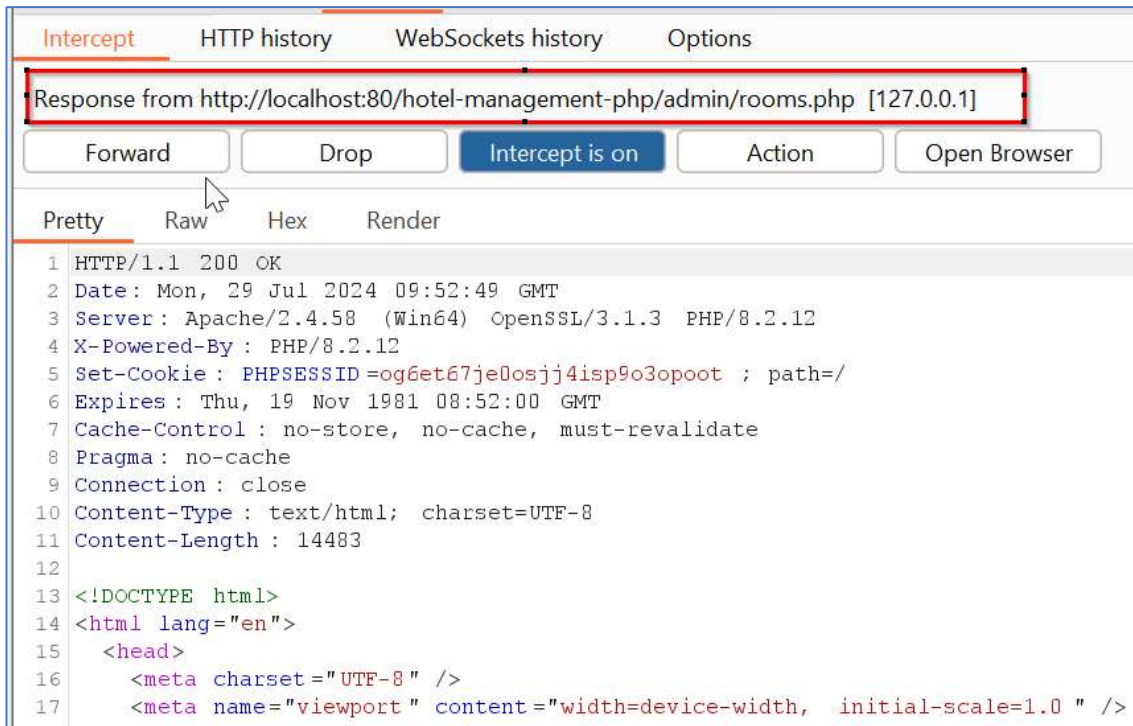 Intercept HTTP history WebSockets history Options
Response from http://localhost:80/hotel-management-php/admin/rooms.php [127.0.0.1]
Forward Drop Intercept is on Action Open Browser
Pretty Raw Hex Render
1 HTTP/1.1 200 OK
2 Date: Mon, 29 Jul 2024 09:52:49 GMT
3 Server: Apache/2.4.58 (Win64) OpenSSL/3.1.3 PHP/8.2.12
4 X-Powered-By: PHP/8.2.12
5 Set-Cookie: PHPSESSID=og6et67je0osjj4isp9o3opoot ; path=/
6 Expires: Thu, 19 Nov 1981 08:52:00 GMT
7 Cache-Control: no-store, no-cache, must-revalidate
8 Pragma: no-cache
9 Connection: close
10 Content-Type: text/html; charset=UTF-8
11 Content-Length: 14483
12
13 <!DOCTYPE html>
14 <html lang="en">
15 <head>
16 <meta charset="UTF-8" />
17 <meta name="viewport" content="width=device-width, initial-scale=1.0 " />